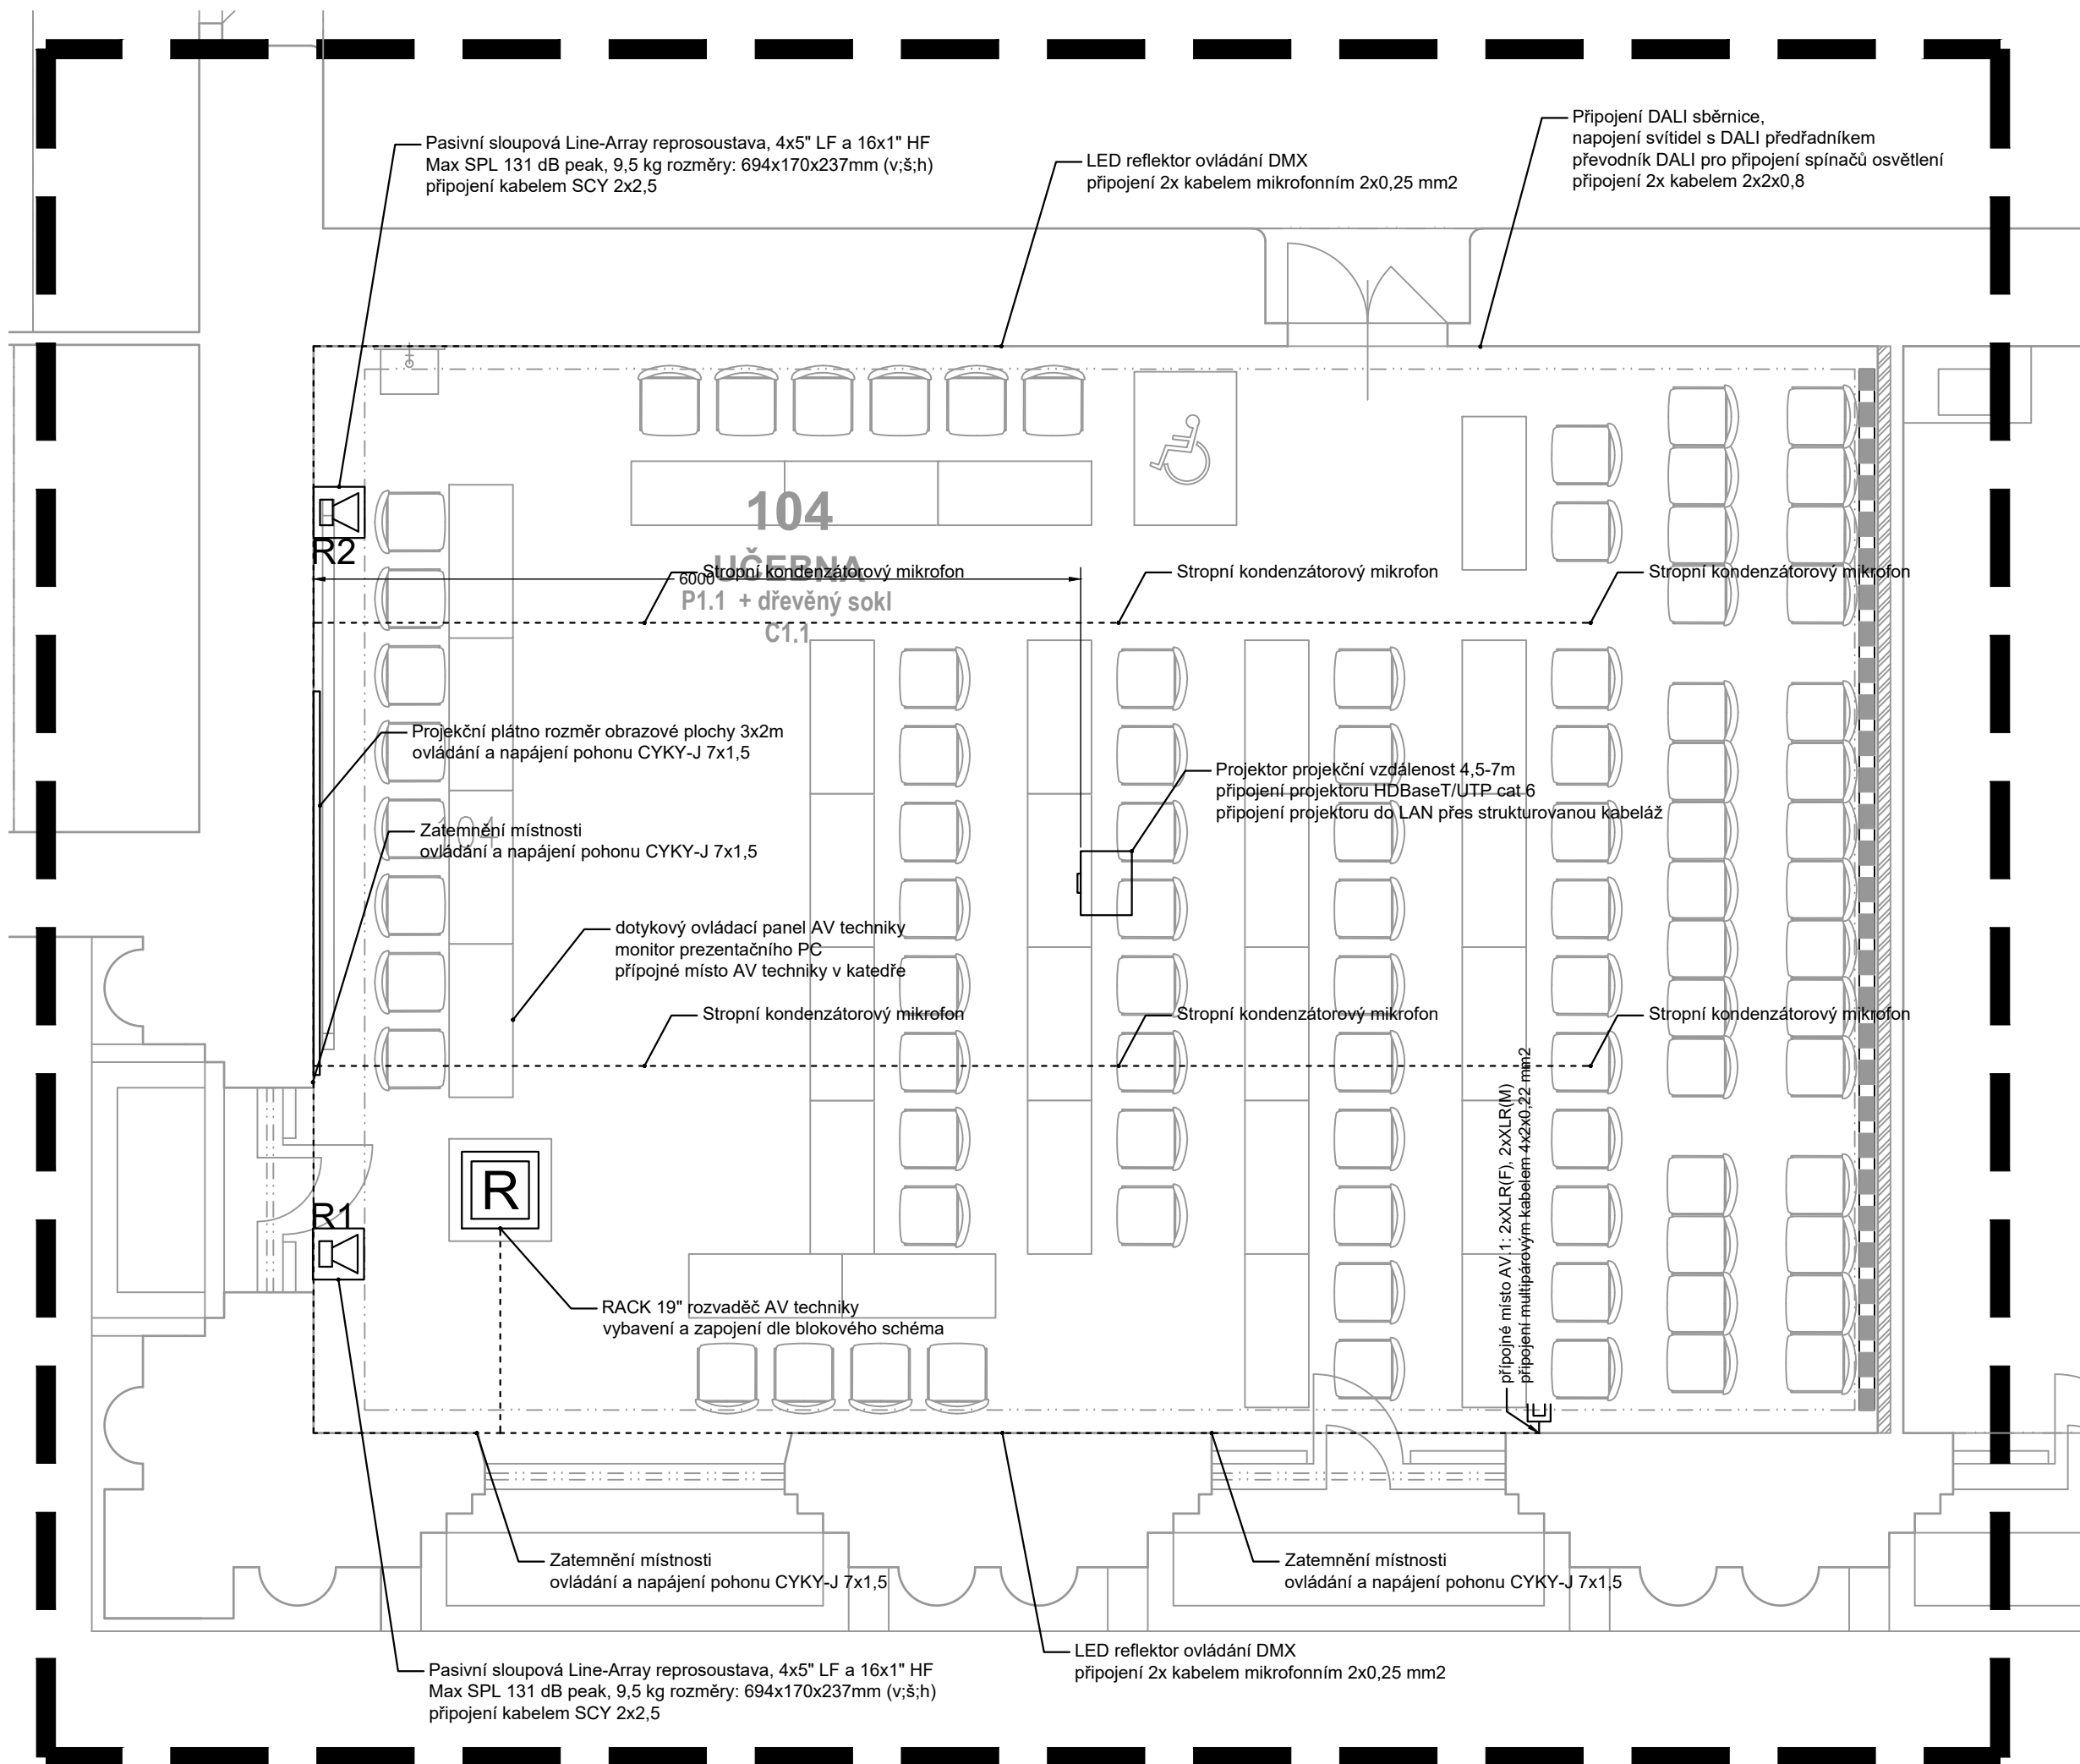 Pasivní sloupová Line-Array reprosoustava, 4x5" LF a 16x1" HF
Max SPL 131 dB peak, 9,5 kg rozměry: 694x170x237mm (v;š;h)
připojení kabelem SCY 2x2,5
LED reflektor ovládání DMX
připojení 2x kabelem mikrofonním 2x0,25 mm2
Připojení DALI sběrnice,
napojení svítidel s DALI předřadníkem
převodník DALI pro připojení spínačů osvětlení
připojení 2x kabelem 2x2x0,8
R2
104
UČEBNA
P1.1 + dřevěný sokl
C1.1
6000
Stropní kondenzátorový mikrofon
Stropní kondenzátorový mikrofon
Stropní kondenzátorový mikrofon
Projekční plátno rozměr obrazové plochy 3x2m
ovládání a napájení pohonu CYKY-J 7x1,5
Projektor projekční vzdálenost 4,5-7m
připojení projektoru HDBaseT/UTP cat 6
připojení projektoru do LAN přes strukturovanou kabeláž
104
Zatemnění místnosti
ovládání a napájení pohonu CYKY-J 7x1,5
dotykový ovládací panel AV techniky
monitor prezentačního PC
přípojné místo AV techniky v katedře
Stropní kondenzátorový mikrofon
Stropní kondenzátorový mikrofon
Stropní kondenzátorový mikrofon
přípojné místo AV.1: 2xXLR(F), 2xXLR(M)
připojení multipárovým kabelem 4x2x0,22 mm2
R
R1
RACK 19" rozvaděč AV techniky
vybavení a zapojení dle blokového schéma
Zatemnění místnosti
ovládání a napájení pohonu CYKY-J 7x1,5
Zatemnění místnosti
ovládání a napájení pohonu CYKY-J 7x1,5
LED reflektor ovládání DMX
připojení 2x kabelem mikrofonním 2x0,25 mm2
Pasivní sloupová Line-Array reprosoustava, 4x5" LF a 16x1" HF
Max SPL 131 dB peak, 9,5 kg rozměry: 694x170x237mm (v;š;h)
připojení kabelem SCY 2x2,5